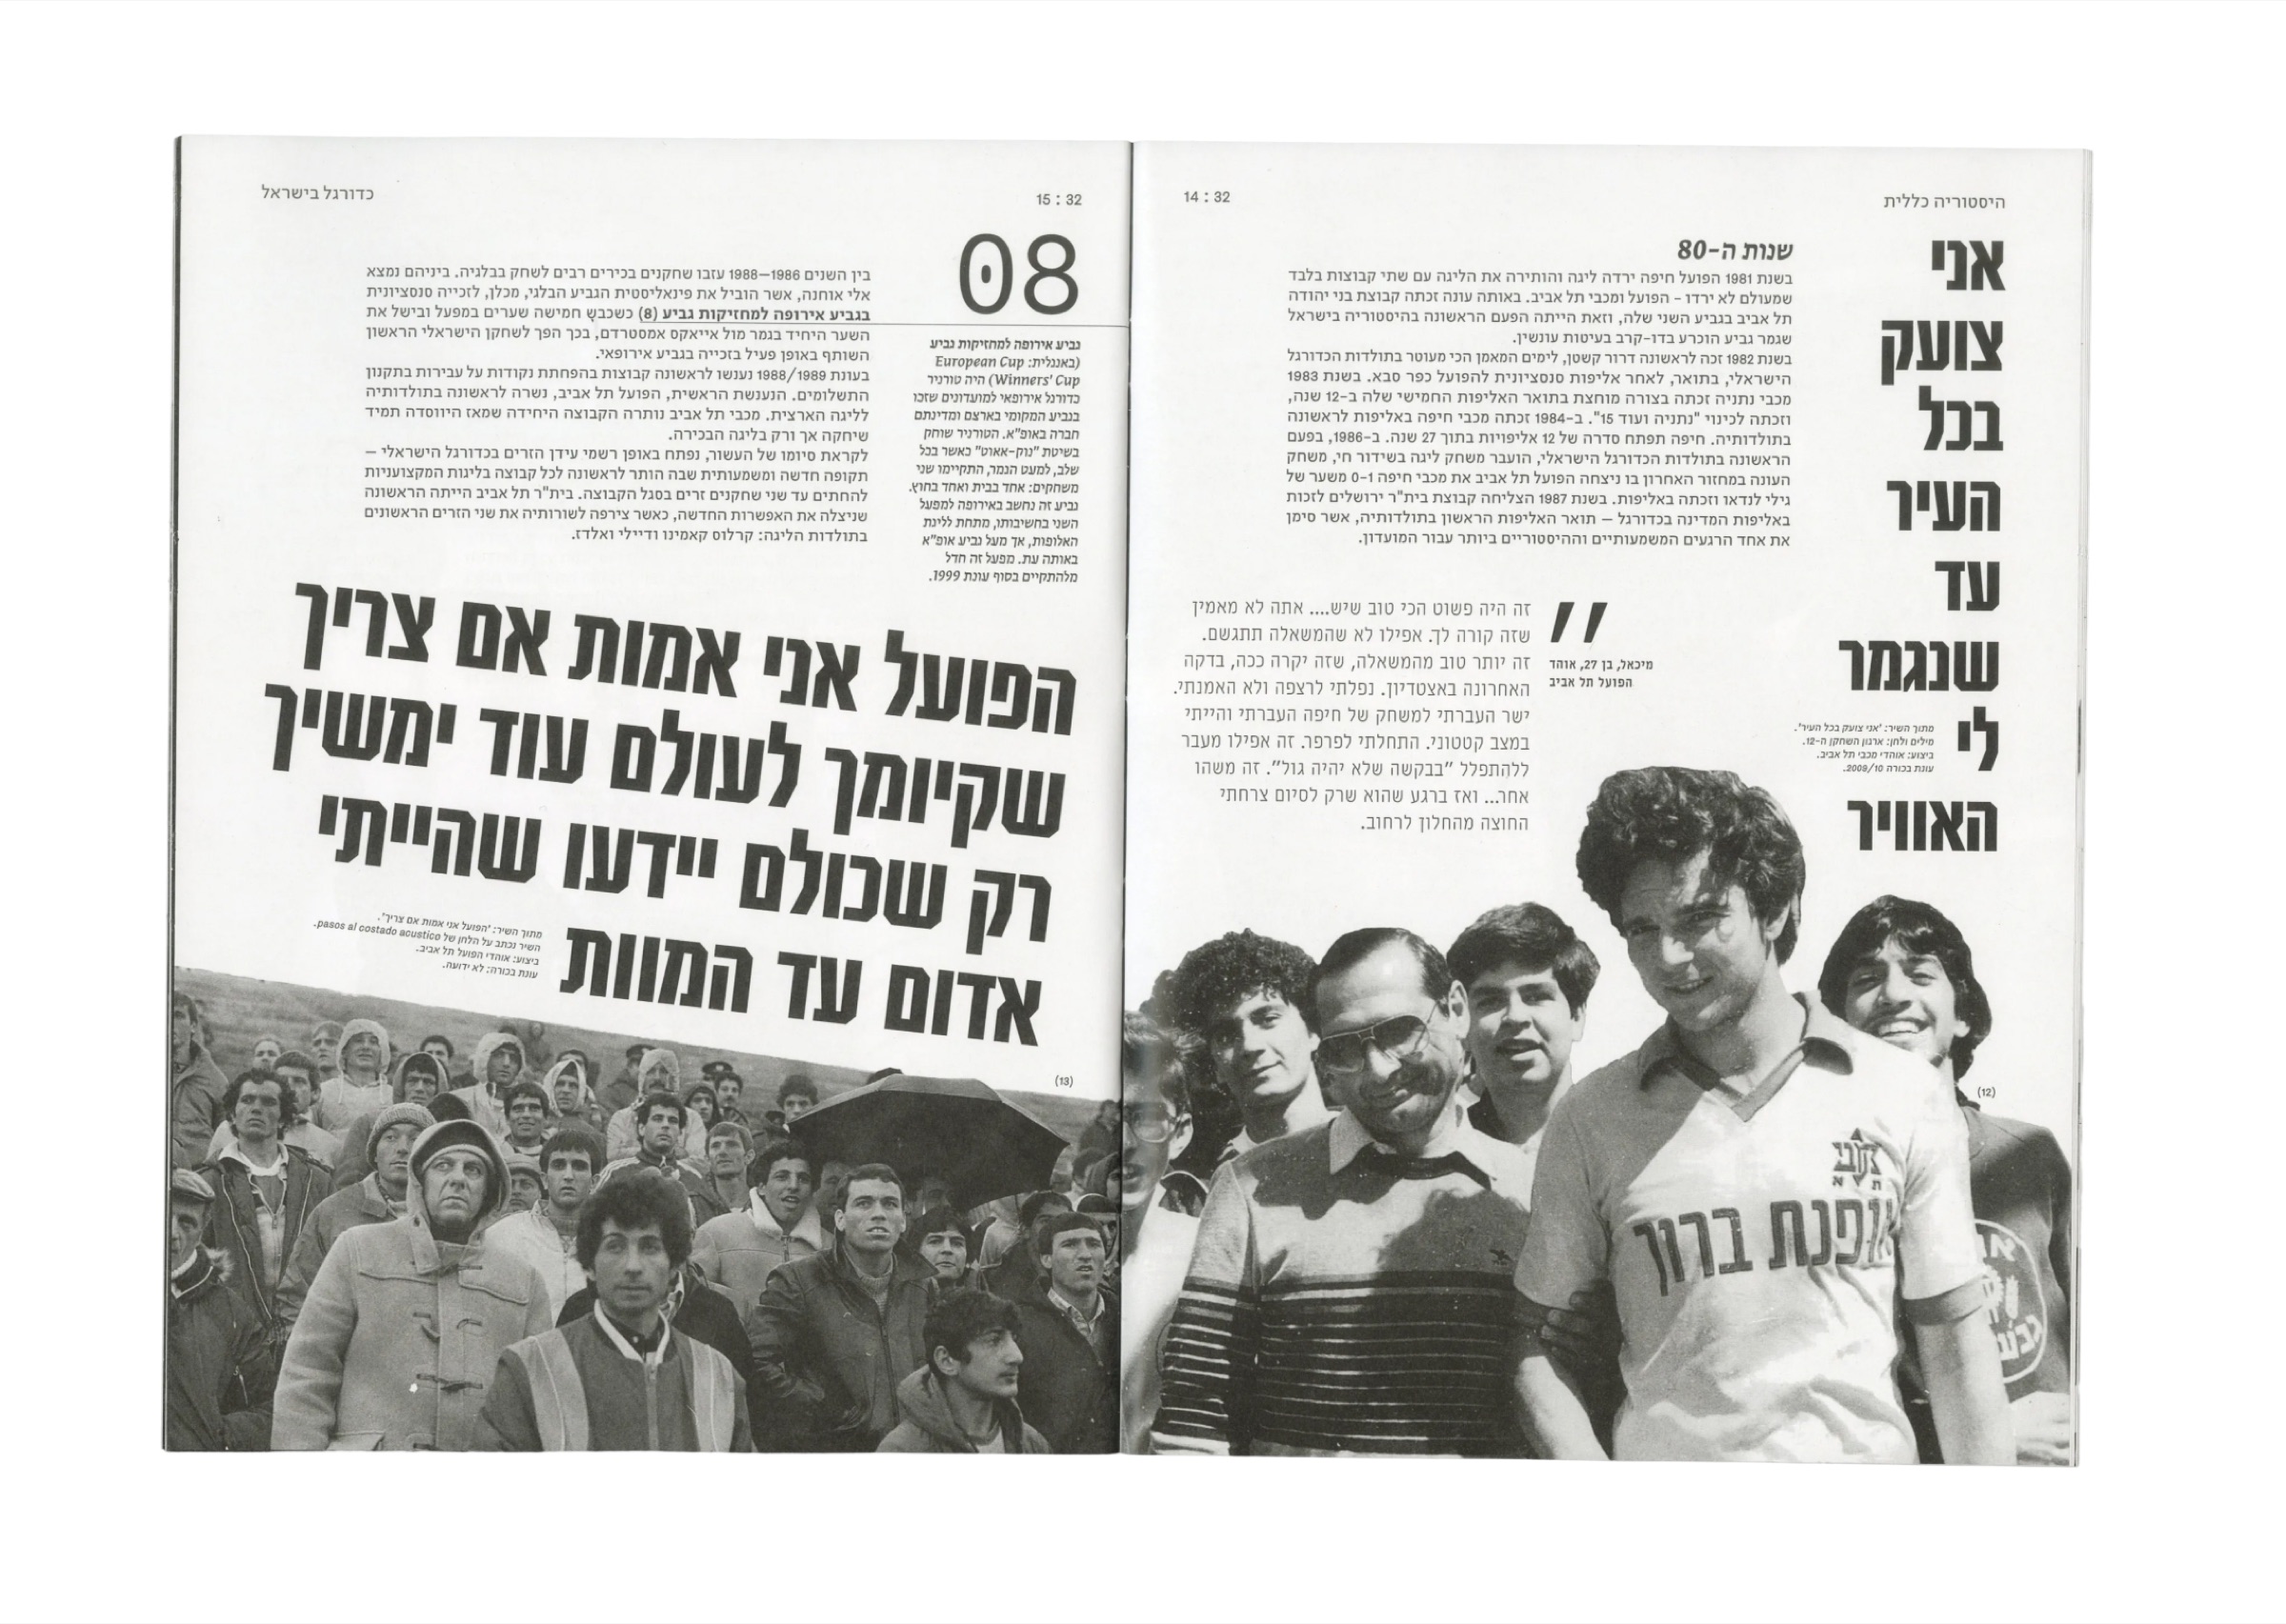 היסטוריה כללית
14 : 32
אני
צועק
בכל
העיר
עד
שנגמר
לי
האוויר
מתוך השיר: 'אני צועק בכל העיר'.
מילים ולחן: ארגון השחקן ה-12.
ביצוע: אוהדי מכבי תל אביב.
עונת בכורה 2009/10.
שנות ה-80
בשנת 1981 הפועל חיפה ירדה ליגה והותירה את הליגה עם שתי קבוצות בלבד
שמעולם לא ירדו - הפועל ומכבי תל אביב. באותה עונה זכתה קבוצת בני יהודה
תל אביב בגביע השני שלה, וזאת הייתה הפעם הראשונה בהיסטוריה בישראל
שגמר גביע הוכרע בדו-קרב בעיטות עונשין.
בשנת 1982 זכה לראשונה דרור קשטן, לימים המאמן הכי מעוטר בתולדות הכדורגל
הישראלי, בתואר, לאחר אליפות סנסציונית להפועל כפר סבא. בשנת 1983
מכבי נתניה זכתה בצורה מוחצת בתואר האליפות החמישי שלה ב-12 שנה,
וזכתה לכינוי "נתניה ועוד 15". ב-1984 זכתה מכבי חיפה באליפות לראשונה
בתולדותיה. חיפה תפתח סדרה של 12 אליפויות בתוך 27 שנה. ב-1986, בפעם
הראשונה בתולדות הכדורגל הישראלי, הועבר משחק ליגה בשידור חי, משחק
העונה במחזור האחרון בו ניצחה הפועל תל אביב את מכבי חיפה 0-1 משער של
גילי לנדאו וזכתה באליפות. בשנת 1987 הצליחה קבוצת בית"ר ירושלים לזכות
באליפות המדינה בכדורגל – תואר האליפות הראשון בתולדותיה, אשר סימן
את אחד הרגעים המשמעותיים וההיסטוריים ביותר עבור המועדון.
"
מיכאל, בן 27, אוהד
הפועל תל אביב
זה היה פשוט הכי טוב שיש.... אתה לא מאמין
שזה קורה לך. אפילו לא שהמשאלה תתגשם.
זה יותר טוב מהמשאלה, שזה יקרה ככה, בדקה
האחרונה באצטדיון. נפלתי לרצפה ולא האמנתי.
ישר העברתי למשחק של חיפה העברתי והייתי
במצב קטטוני. התחלתי לפרפר. זה אפילו מעבר
ללהתפלל "בבקשה שלא יהיה גול". זה משהו
אחר... ואז ברגע שהוא שרק לסיום צרחתי
החוצה מהחלון לרחוב.
(12)
מכבי
ת א
אופנת ברוך
15 : 32
כדורגל בישראל
08
גביע אירופה למחזיקות גביע
(באנגלית: European Cup
Winners' Cup) היה טורניר
כדורגל אירופאי למועדונים שזכו
בגביע המקומי בארצם ומדינתם
חברה באופ"א. הטורניר שוחק
בשיטת "נוק-אאוט" כאשר בכל
שלב, למעט הגמר, התקיימו שני
משחקים: אחד בבית ואחד בחוץ.
גביע זה נחשב באירופה למפעל
השני בחשיבותו, מתחת לליגת
האלופות, אך מעל גביע אופ"א
באותה עת. מפעל זה חדל
מלהתקיים בסוף עונת 1999.
בין השנים 1986–1988 עזבו שחקנים בכירים רבים לשחק בבלגיה. ביניהם נמצא
אלי אוחנה, אשר הוביל את פינאליסטית הגביע הבלגי, מכלן, לזכייה סנסציונית
בגביע אירופה למחזיקות גביע (8) כשכבש חמישה שערים במפעל ובישל את
השער היחיד בגמר מול אייאקס אמסטרדם, בכך הפך לשחקן הישראלי הראשון
השותף באופן פעיל בזכייה בגביע אירופאי.
בעונת 1988/1989 נענשו לראשונה קבוצות בהפחתת נקודות על עבירות בתקנון
התשלומים. הנענשת הראשית, הפועל תל אביב, נשרה לראשונה בתולדותיה
לליגה הארצית. מכבי תל אביב נותרה הקבוצה היחידה שמאז היווסדה תמיד
שיחקה אך ורק בליגה הבכירה.
לקראת סיומו של העשור, נפתח באופן רשמי עידן הזרים בכדורגל הישראלי –
תקופה חדשה ומשמעותית שבה הותר לראשונה לכל קבוצה בליגות המקצועניות
להחתים עד שני שחקנים זרים בסגל הקבוצה. בית"ר תל אביב הייתה הראשונה
שניצלה את האפשרות החדשה, כאשר צירפה לשורותיה את שני הזרים הראשונים
בתולדות הליגה: קרלוס קאמינו ודיילי ואלדז.
הפועל אני אמות אם צריך
שקיומך לעולם עוד ימשיך
רק שכולם יידעו שהייתי
אדום עד המוות
מתוך השיר: 'הפועל אני אמות אם צריך'.
השיר נכתב על הלחן של pasos al costado acustico.
ביצוע: אוהדי הפועל תל אביב.
עונת בכורה: לא ידועה.
(13)